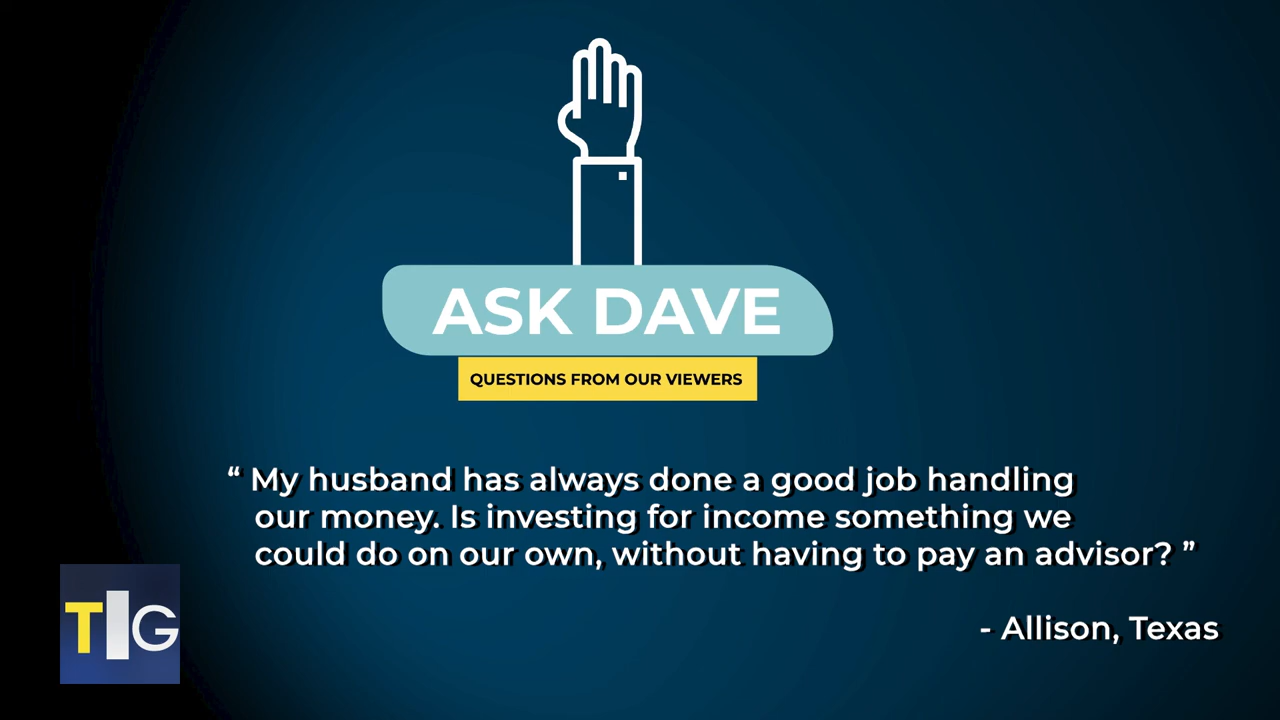 ASK DAVE
QUESTIONS FROM OUR VIEWERS
“ My husband has always done a good job handling
our money. Is investing for income something we
could do on our own, without having to pay an advisor? ”
- Allison, Texas
TIG